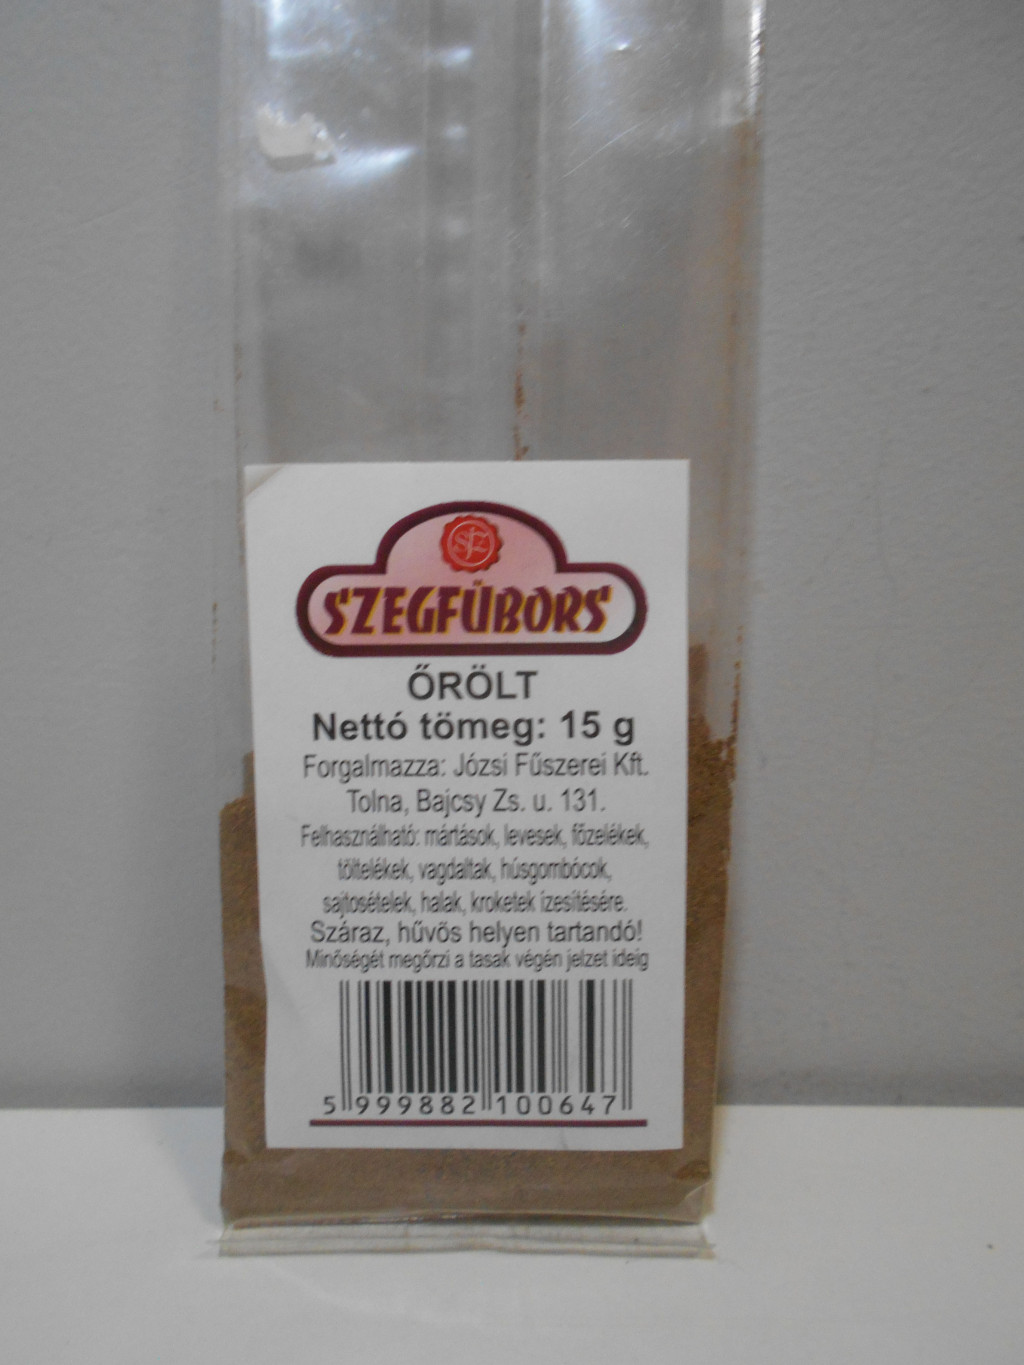 SFZ
SZEGFŰBORS
ŐRÖLT
Nettó tömeg: 15 g
Forgalmazza: Józsi Fűszerei Kft.
Tolna, Bajcsy Zs. u. 131.
Felhasználható: mártások, levesek, főzelékek,
töltelékek, vagdaltak, húsgombócok,
sajtosételek, halak, kroketek ízesítésére.
Száraz, hűvös helyen tartandó!
Minőségét megőrzi a tasak végén jelzet ideig
5 999882 100647